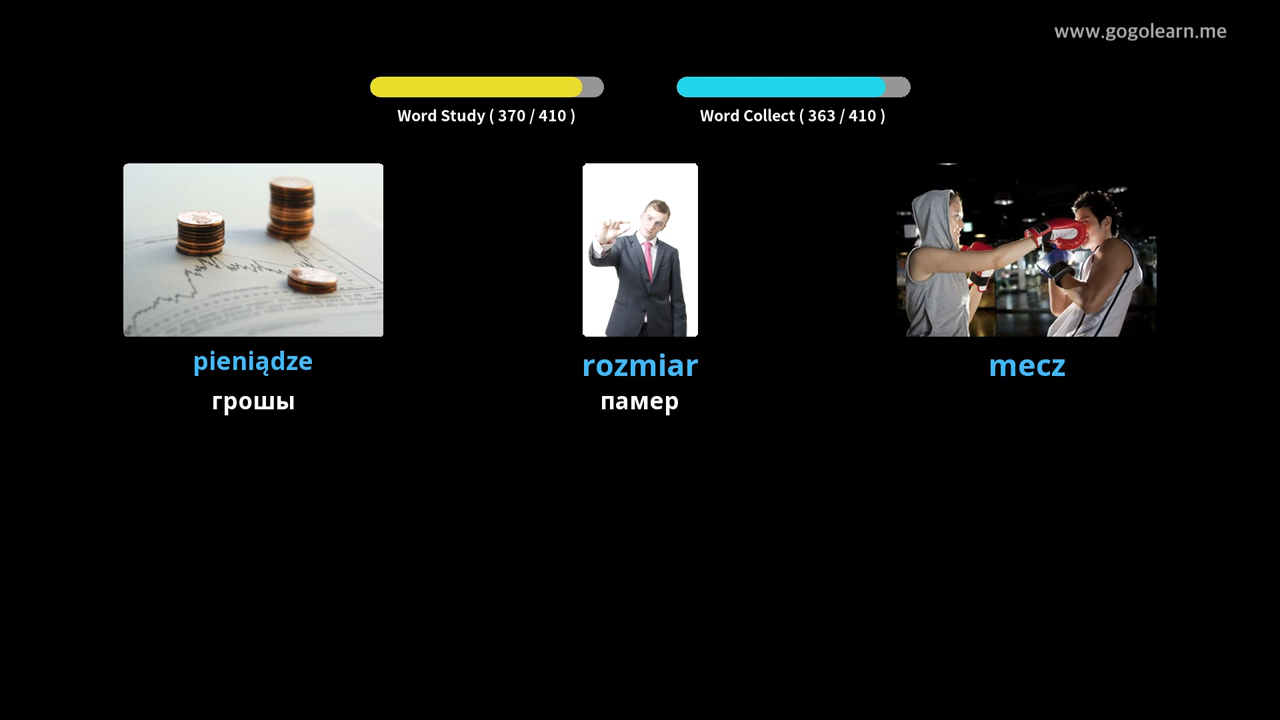 www.gogolearn.me
Word Study ( 370 / 410 )
Word Collect ( 363 / 410 )
pieniądze
грошы
rozmiar
памер
mecz